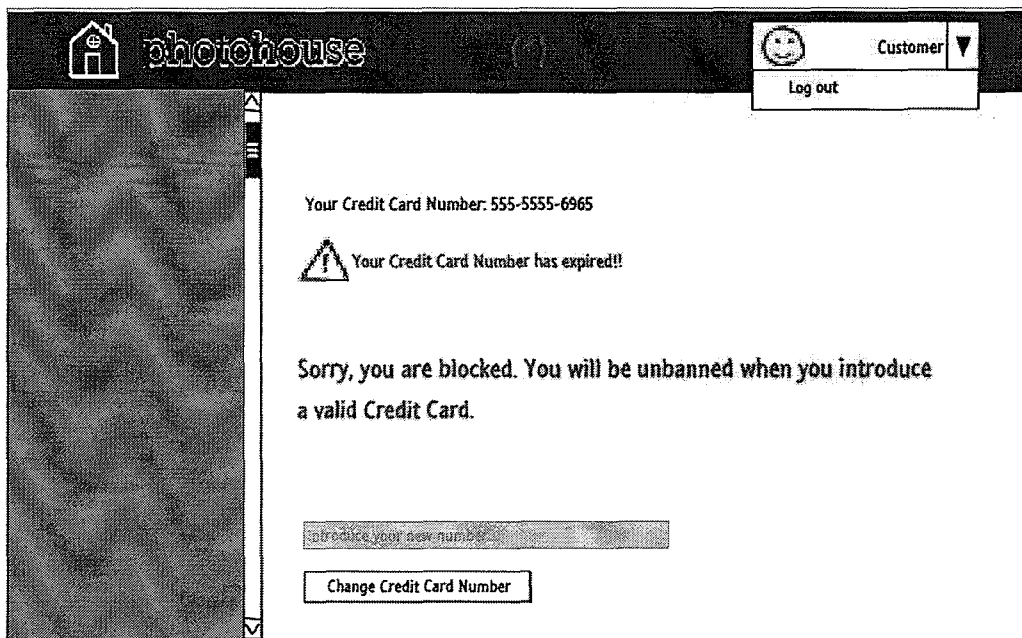 photohouse
Customer
Log out
Your Credit Card Number: 555-5555-6965
Your Credit Card Number has expired!!
Sorry, you are blocked. You will be unbanned when you introduce
a valid Credit Card.
introduce your new number
Change Credit Card Number